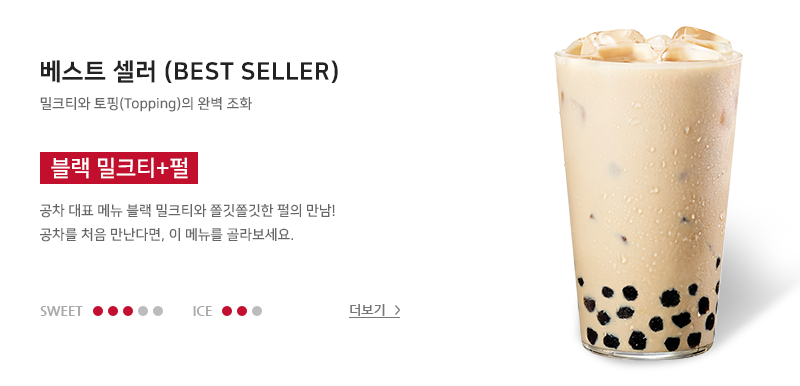 베스트 셀러 (BEST SELLER)
밀크티와 토핑(Topping)의 완벽 조화
블랙 밀크티+펄
공차 대표 메뉴 블랙 밀크티와 쫄깃쫄깃한 펄의 만남!
공차를 처음 만난다면, 이 메뉴를 골라보세요.
SWEET ICE 더보기 >